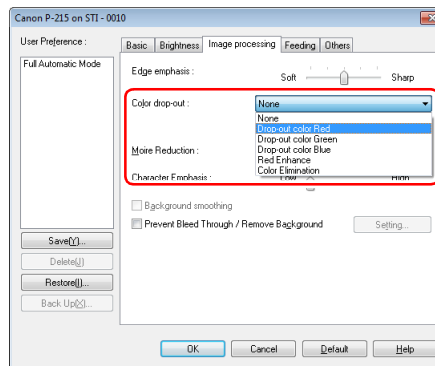 Canon P-215 on STI - 0010
User Preference :
Full Automatic Mode
Save(Y)...
Delete(J)
Restore(I)...
Back Up(X)...
Basic Brightness Image processing Feeding Others
Edge emphasis :
Soft Sharp
Color drop-out :
None
None
Drop-out color Red
Drop-out color Green
Drop-out color Blue
Red Enhance
Color Elimination
Moire Reduction :
Character Emphasis : Low High
Background smoothing
Prevent Bleed Through / Remove Background
Setting...
OK Cancel Default Help